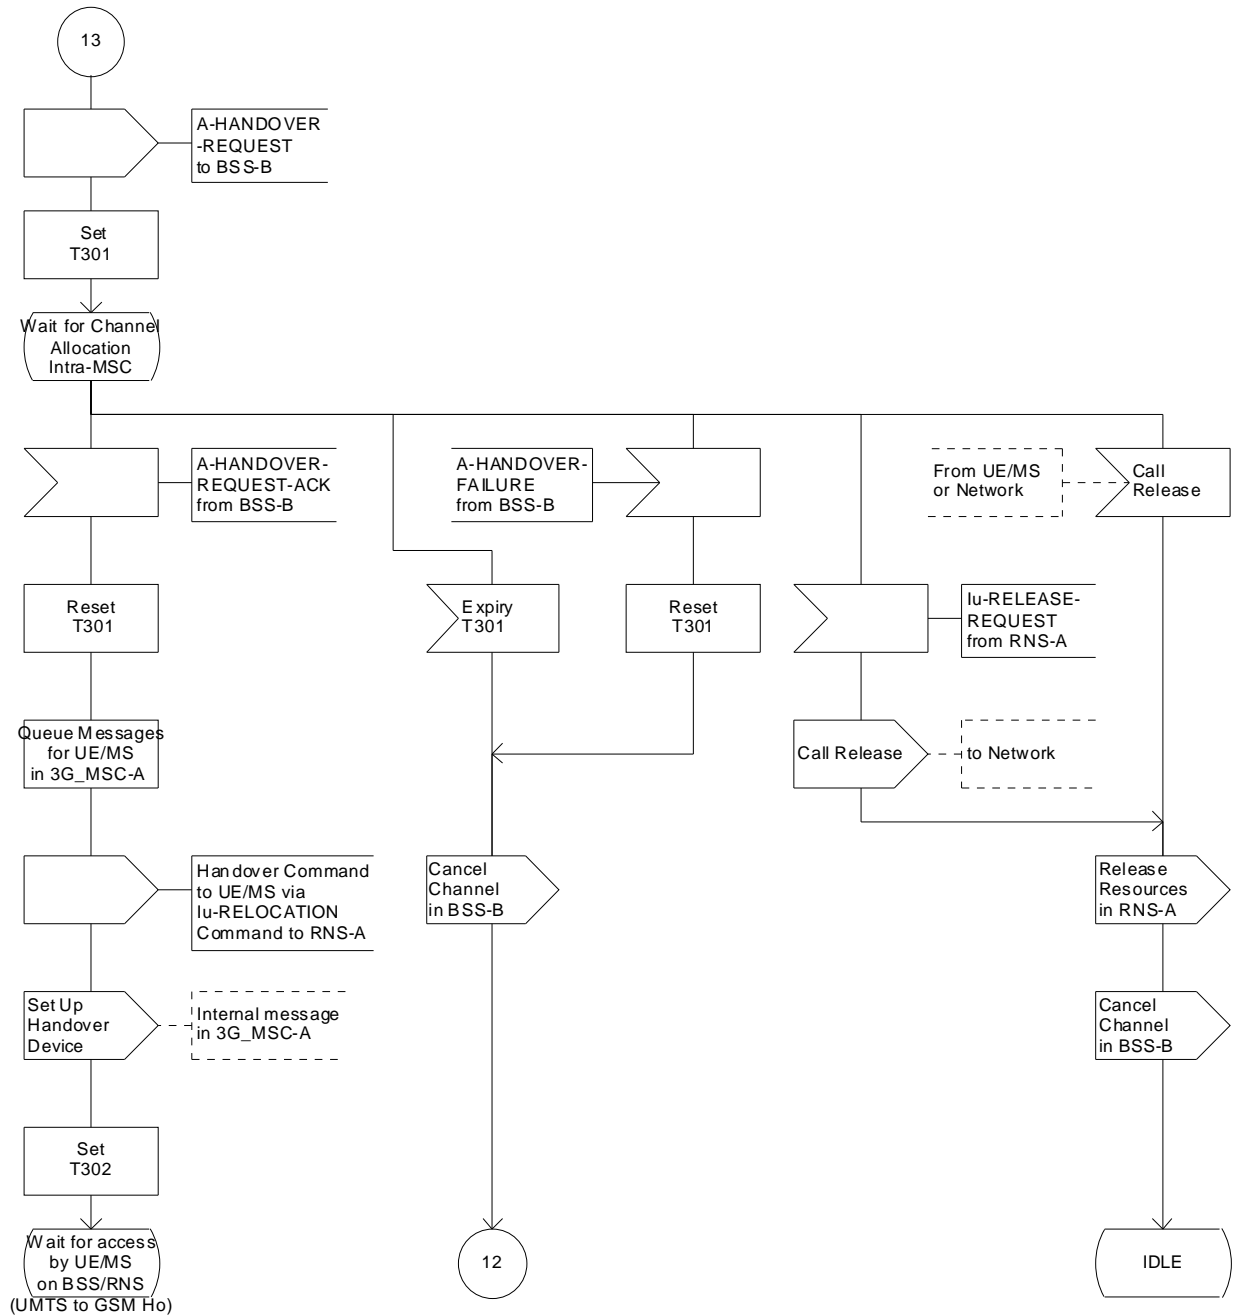 13
A-HANDOVER
-REQUEST
to BSS-B
Set
T301
Wait for Channel
Allocation
Intra-MSC
A-HANDOVER-
REQUEST-ACK
from BSS-B
A-HANDOVER-
FAILURE
from BSS-B
From UE/MS
or Network
Call
Release
Reset
T301
Expiry
T301
Reset
T301
Iu-RELEASE-
REQUEST
from RNS-A
Queue Messages
for UE/MS
in 3G_MSC-A
Call Release
to Network
Handover Command
to UE/MS via
Iu-RELOCATION
Command to RNS-A
Cancel
Channel
in BSS-B
Release
Resources
in RNS-A
Set Up
Handover
Device
Internal message
in 3G_MSC-A
Cancel
Channel
in BSS-B
Set
T302
Wait for access
by UE/MS
on BSS/RNS
(UMTS to GSM Ho)
12
IDLE